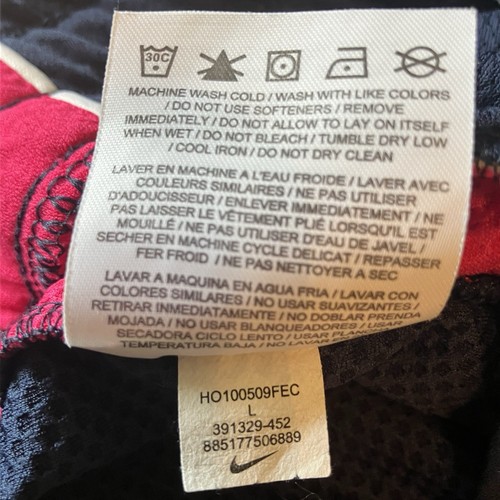 30C
MACHINE WASH COLD / WASH WITH LIKE COLORS
/ DO NOT USE SOFTENERS / REMOVE
IMMEDIATELY / DO NOT ALLOW TO LAY ON ITSELF
WHEN WET / DO NOT BLEACH / TUMBLE DRY LOW
/ COOL IRON / DO NOT DRY CLEAN
LAVER EN MACHINE A L'EAU FROIDE / LAVER AVEC
COULEURS SIMILAIRES / NE PAS UTILISER
D'ADOUCISSEUR / ENLEVER IMMEDIATEMENT / NE
PAS LAISSER LE VÊTEMENT PLIÉ LORSQU'IL EST
MOUILLÉ / NE PAS UTILISER D'EAU DE JAVEL /
SECHER EN MACHINE CYCLE DELICAT / REPASSER
FER FROID / NE PAS NETTOYER A SEC
LAVAR A MAQUINA EN AGUA FRIA / LAVAR CON
COLORES SIMILARES / NO USAR SUAVIZANTES /
RETIRAR INMEDIATAMENTE / NO DOBLAR PRENDA
MOJADA / NO USAR BLANQUEADORES / USAR
SECADORA CICLO LENTO / USAR PLANCHA
TEMPERATURA BAJA / NO LAVAR
HO100509FEC
L
391329-452
885177506889